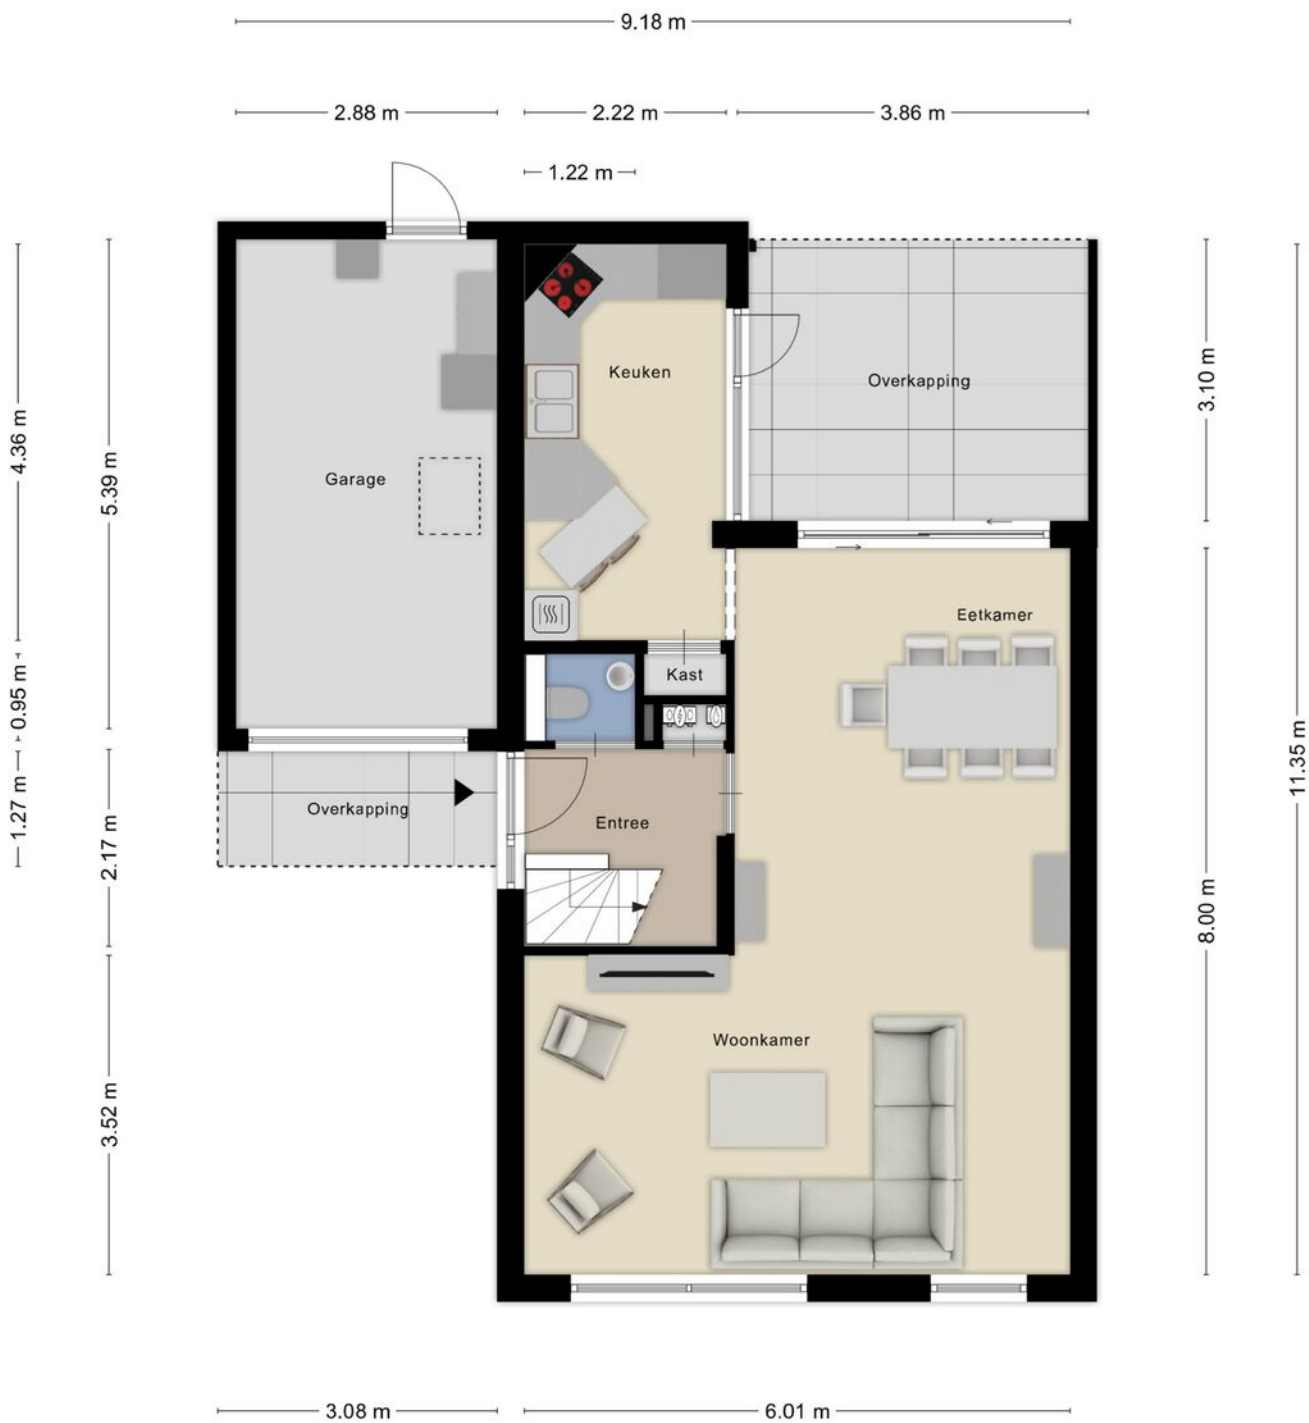 9.18 m
2.88 m
2.22 m
3.86 m
1.22 m
Keuken
Overkapping
3.10 m
4.36 m
5.39 m
Garage
Eetkamer
Kast
0.95 m
11.35 m
1.27 m
Overkapping
Entree
2.17 m
8.00 m
Woonkamer
3.52 m
3.08 m
6.01 m